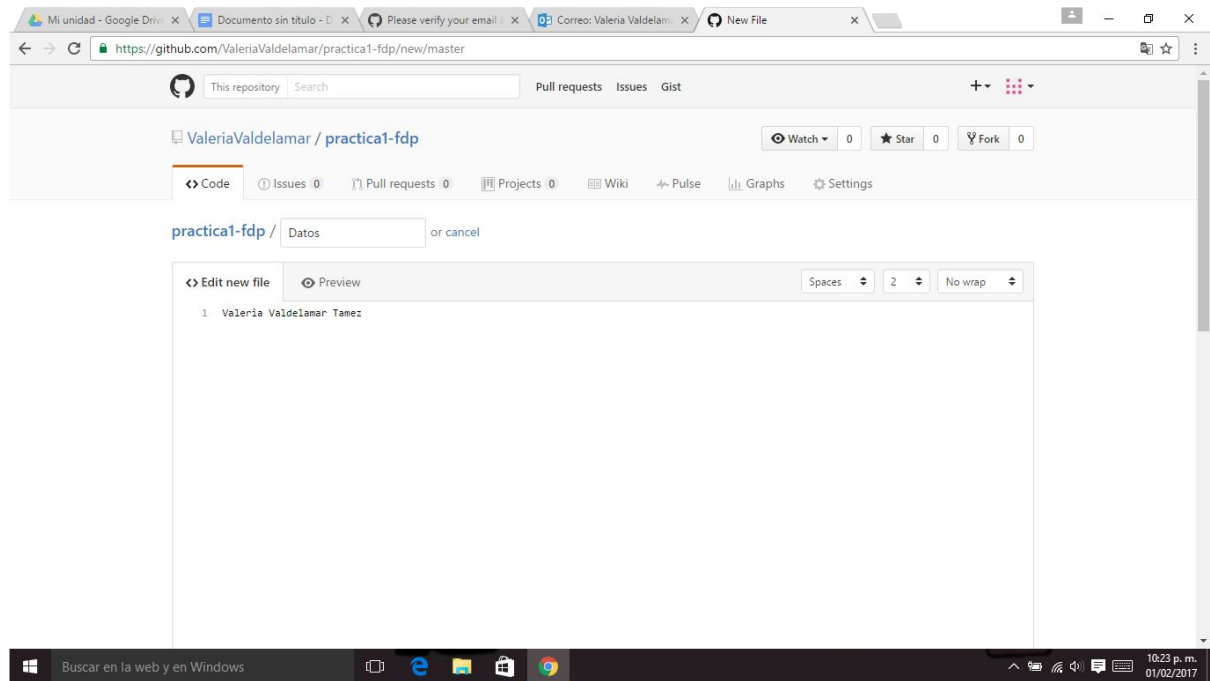 Mi unidad - Google Driv
Documento sin título - D
Please verify your email
Correo: Valeria Valdelam
New File
https://github.com/ValeriaValdelamar/practica1-fdp/new/master
This repository Search
Pull requests Issues Gist
ValeriaValdelamar / practica1-fdp
Watch 0 Star 0 Fork 0
Code Issues 0 Pull requests 0 Projects 0 Wiki Pulse Graphs Settings
practica1-fdp / Datos or cancel
Edit new file Preview Spaces 2 No wrap
1 Valeria Valdelamar Tamez
Buscar en la web y en Windows
10:23 p. m.
01/02/2017